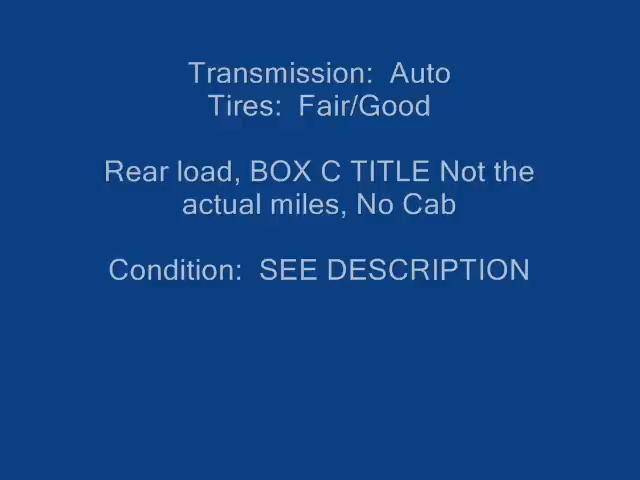 Transmission:  Auto
Tires:  Fair/Good
Rear load, BOX C TITLE Not the
actual miles, No Cab
Condition:  SEE DESCRIPTION